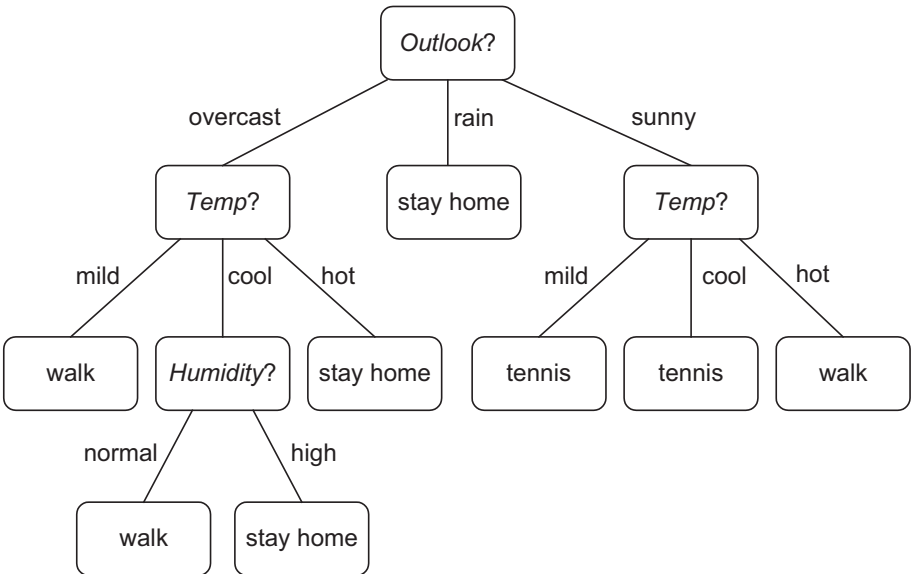 Outlook?
overcast
rain
sunny
Temp?
stay home
Temp?
mild
cool
hot
mild
cool
hot
walk
Humidity?
stay home
tennis
tennis
walk
normal
high
walk
stay home